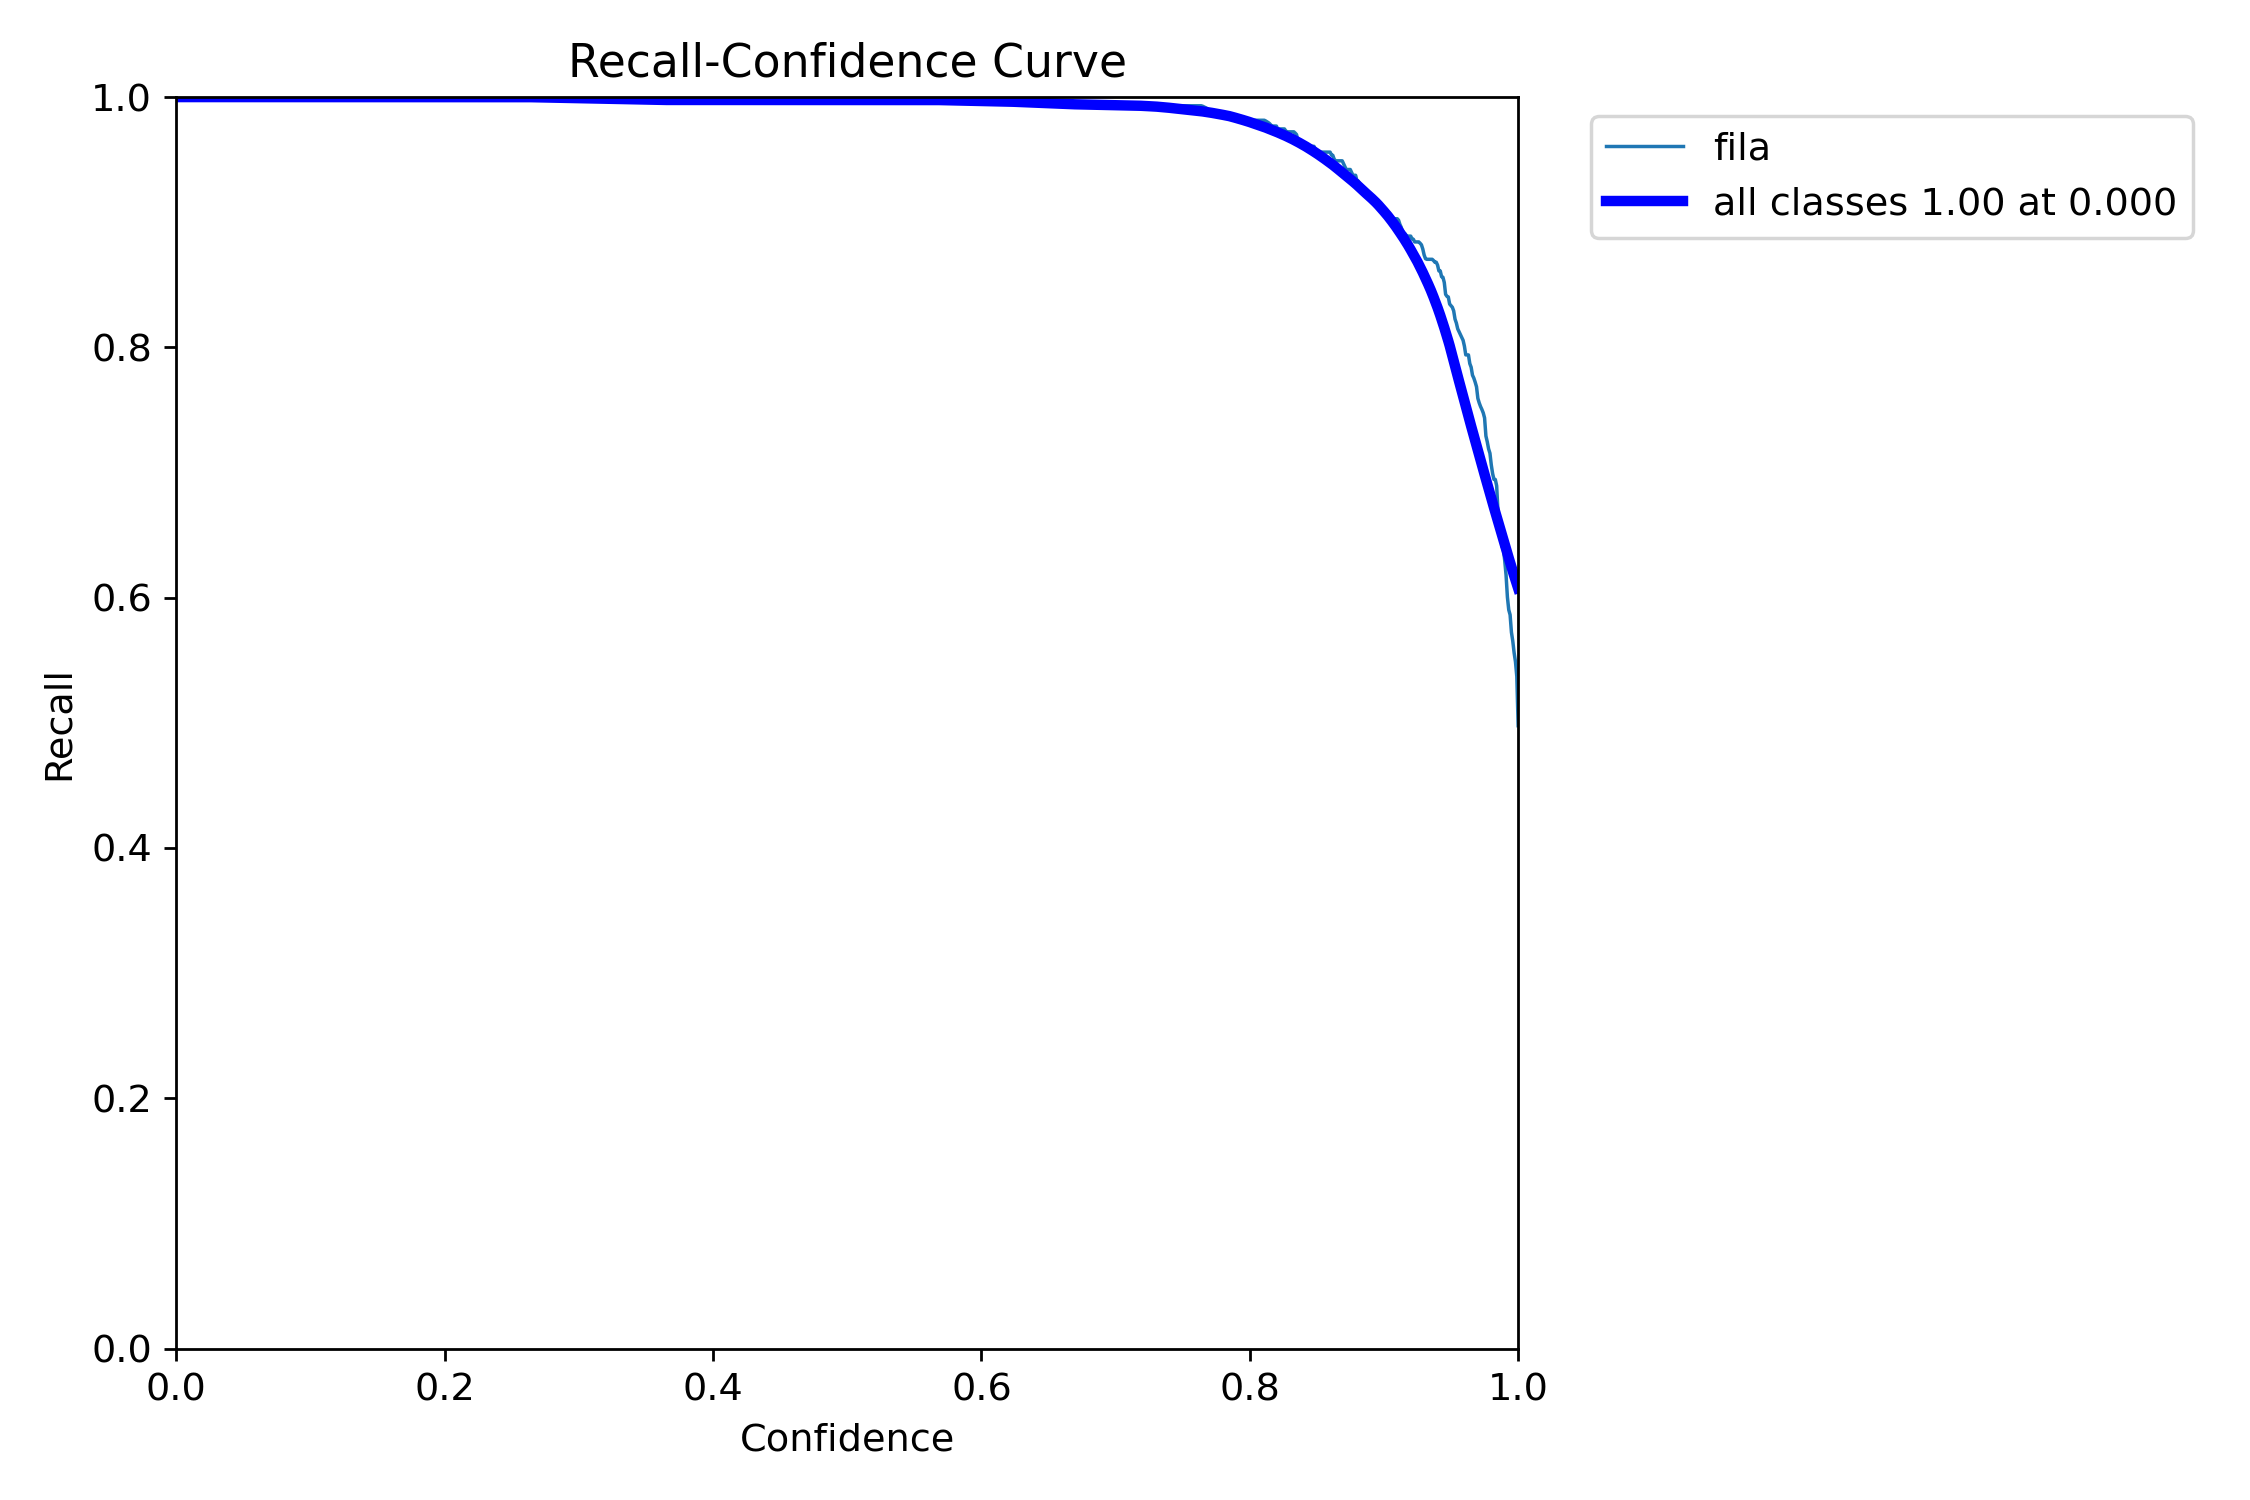 Recall-Confidence Curve
1.0
0.8
0.6
0.4
0.2
0.0
Recall
0.0 0.2 0.4 0.6 0.8 1.0
Confidence
fila
all classes 1.00 at 0.000